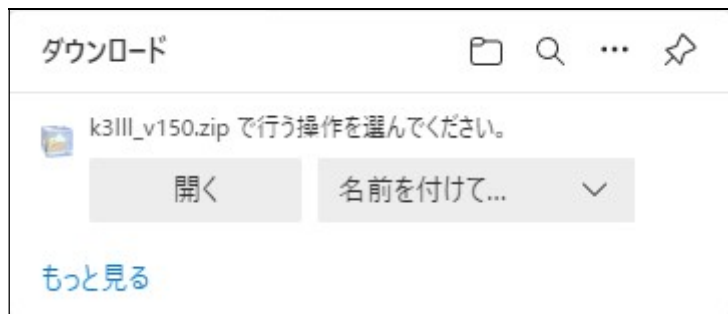 ダウンロード
k3lll_v150.zip で行う操作を選んでください。
開く
名前を付けて...
もっと見る